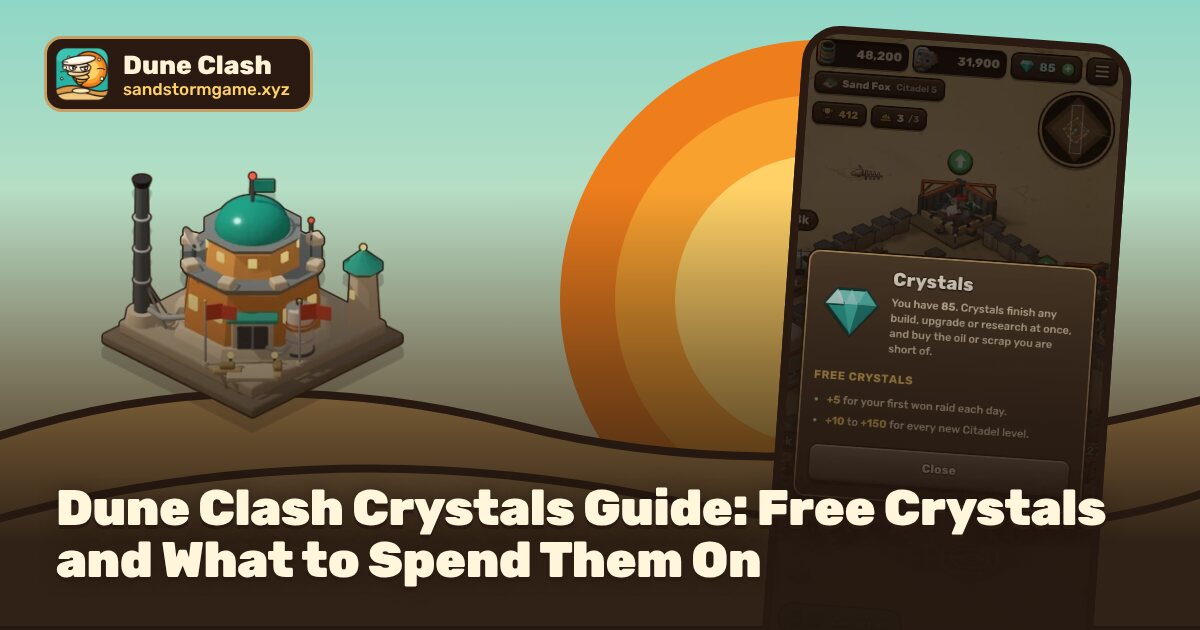 Dune Clash
sandstormgame.xyz
48,200
31,900
85
Sand Fox Citadel 5
412
3 /3
Crystals
You have 85. Crystals finish any
build, upgrade or research at once,
and buy the oil or scrap you are
short of.
FREE CRYSTALS
• +5 for your first won raid each day.
• +10 to +150 for every new Citadel level.
Close
Dune Clash Crystals Guide: Free Crystals
and What to Spend Them On